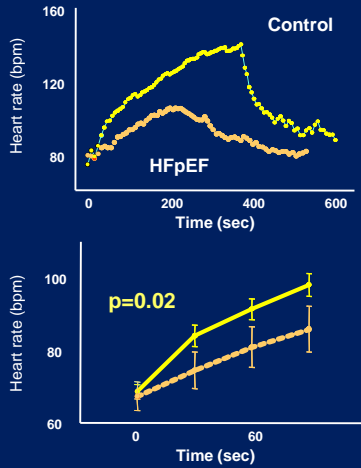 160
Control
120
80
HFpEF
Heart rate (bpm)
0 200 400 600
Time (sec)
100
p=0.02
80
60
Heart rate (bpm)
0 60
Time (sec)